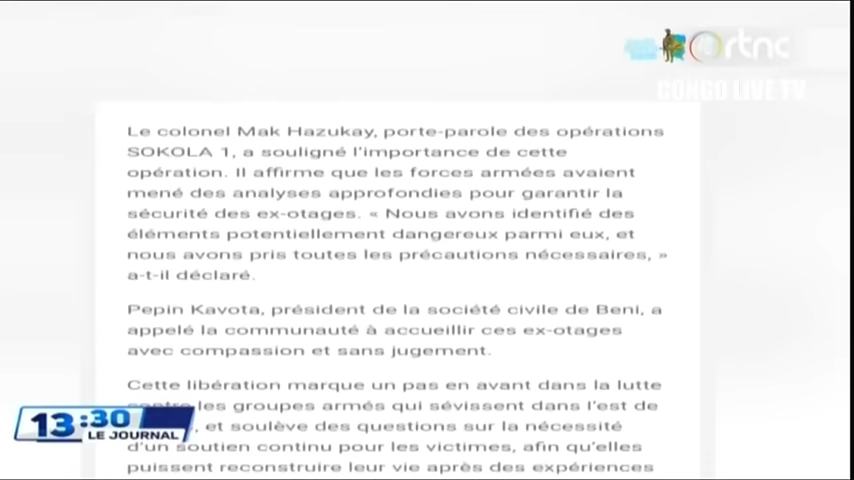 rtnc
CONGO LIVE TV
Le colonel Mak Hazukay, porte-parole des opérations
SOKOLA 1, a souligné l'importance de cette
opération. Il affirme que les forces armées avaient
mené des analyses approfondies pour garantir la
sécurité des ex-otages. « Nous avons identifié des
éléments potentiellement dangereux parmi eux, et
nous avons pris toutes les précautions nécessaires, »
a-t-il déclaré.
Pepin Kavota, président de la société civile de Beni, a
appelé la communauté à accueillir ces ex-otages
avec compassion et sans jugement.
Cette libération marque un pas en avant dans la lutte
contre les groupes armés qui sévissent dans l'est de
, et soulève des questions sur la nécessité
d'un soutien continu pour les victimes, afin qu'elles
puissent reconstruire leur vie après des expériences
13:30
LE JOURNAL